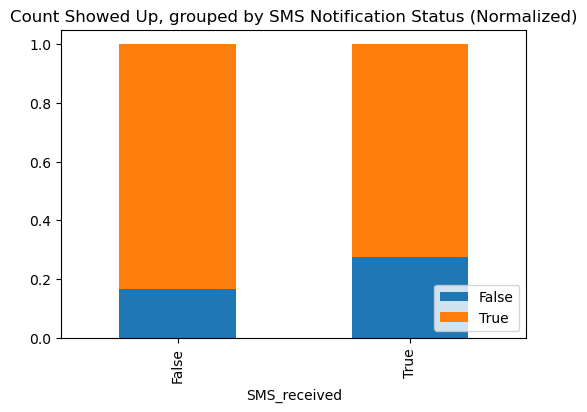 Count Showed Up, grouped by SMS Notification Status (Normalized)
1.0
0.8
0.6
0.4
0.2
0.0
False
True
False
True
SMS_received